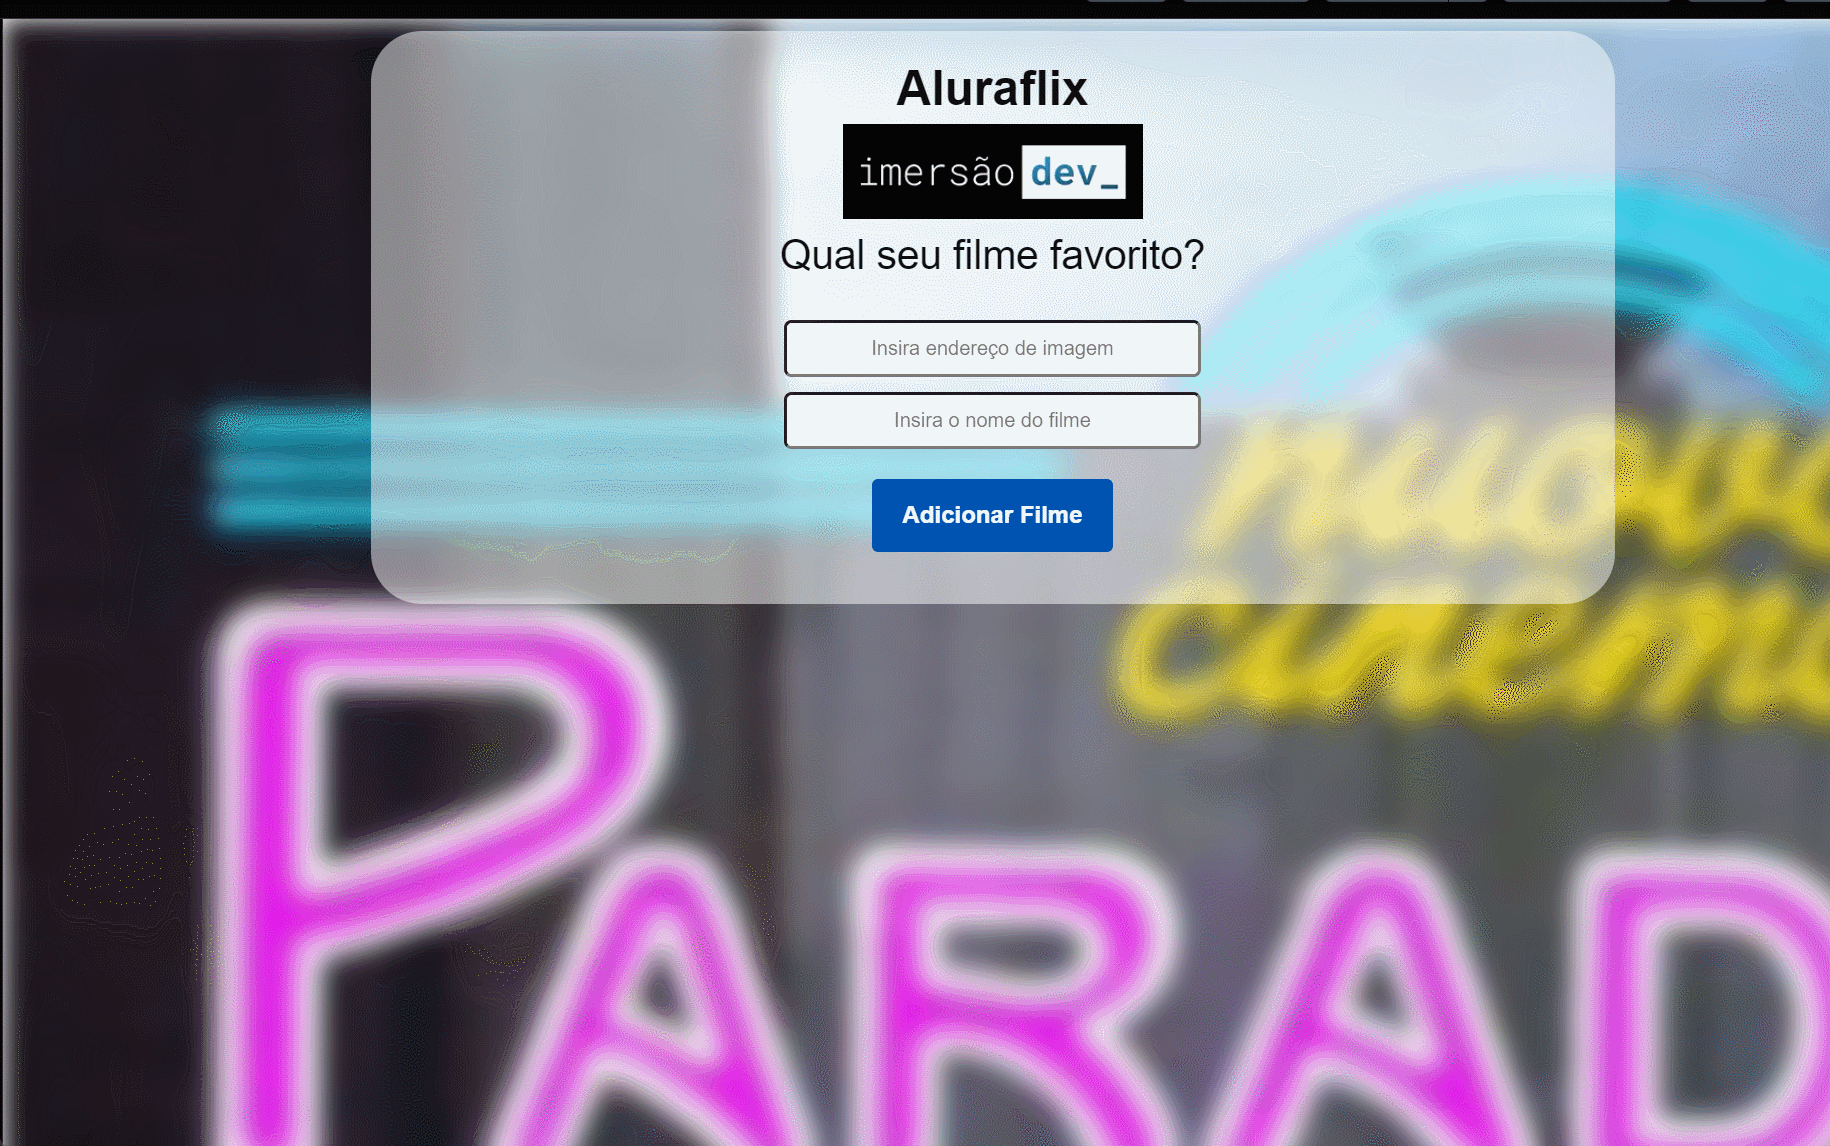 Aluraflix
imersão dev_
Qual seu filme favorito?
Insira endereço de imagem
Insira o nome do filme
Adicionar Filme
nuovo
cinema
PARAD